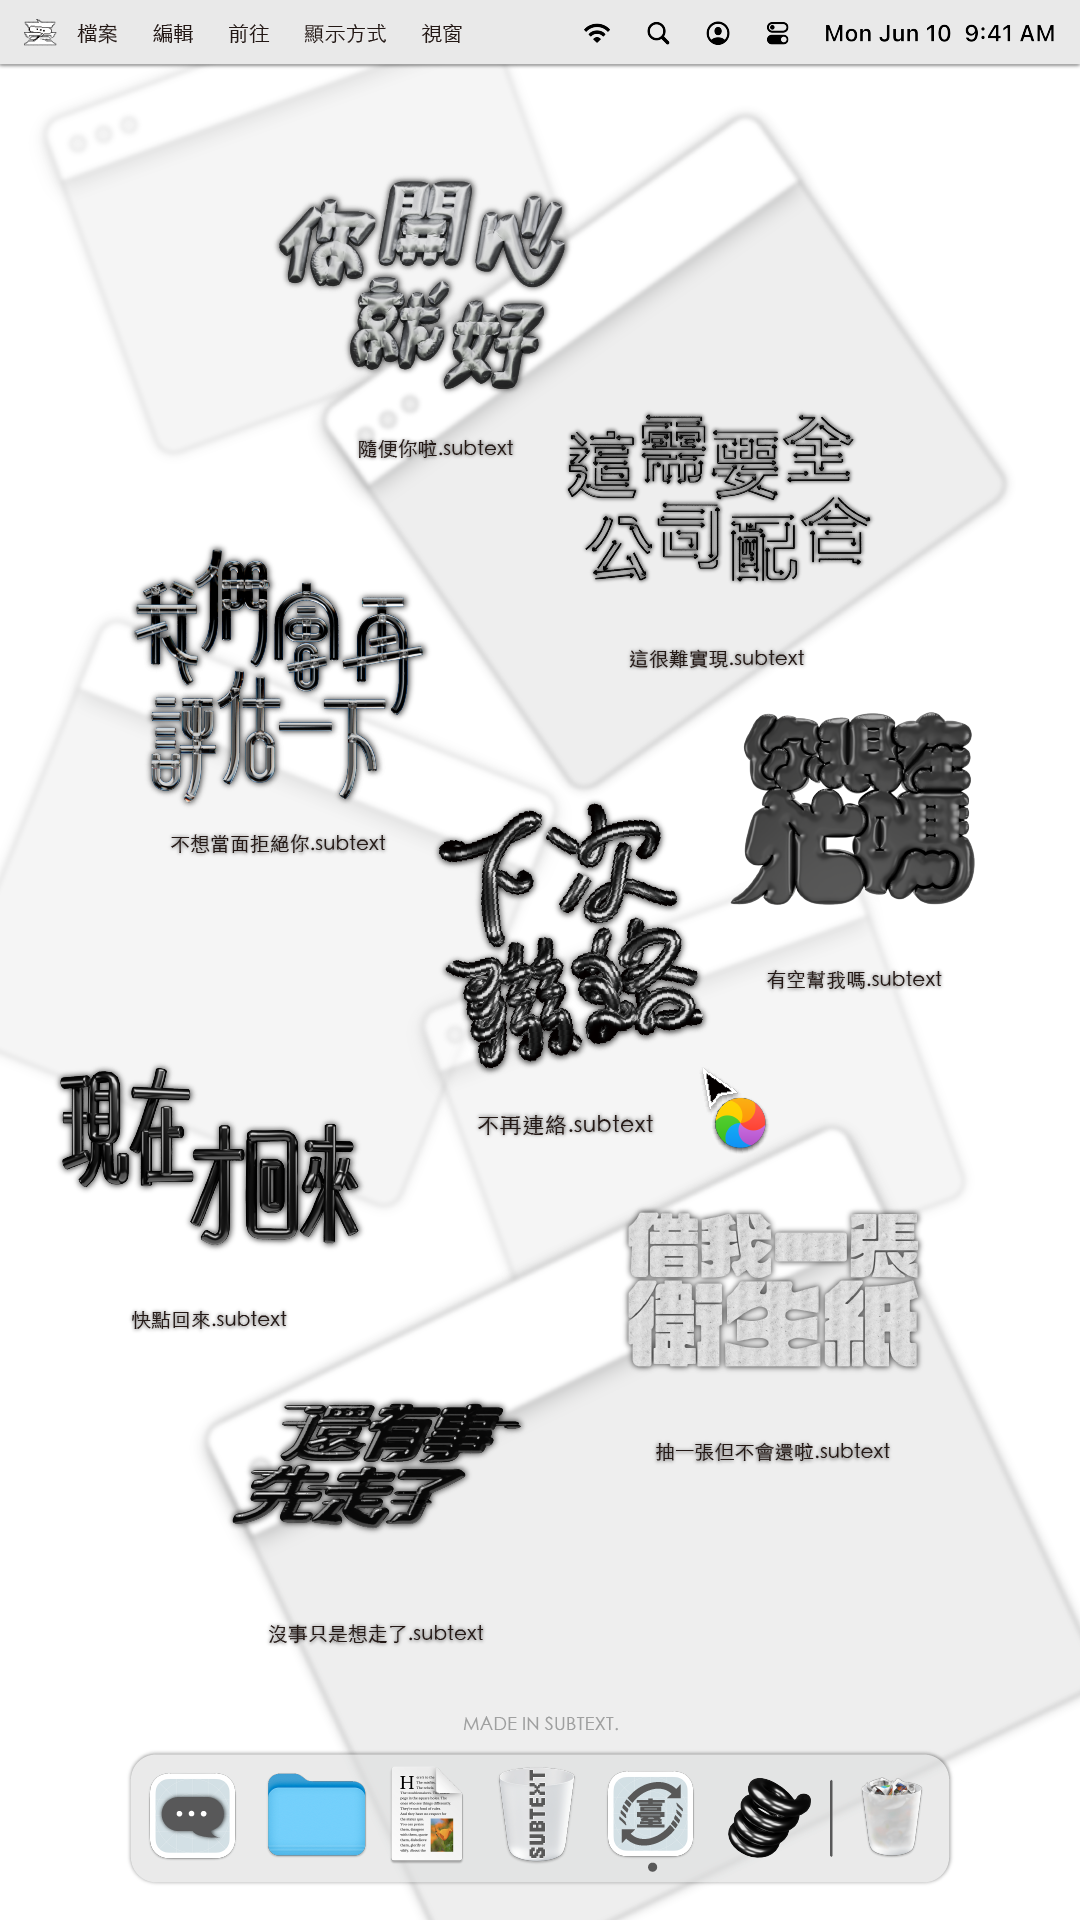 檔案 編輯 前往 顯示方式 視窗 Mon Jun 10 9:41 AM
你開心
就好
隨便你啦.subtext
這需要全
公司配合
這很難實現.subtext
我們會再
評估一下
不想當面拒絕你.subtext
你現在
忙嗎
有空幫我嗎.subtext
下次
聯絡
不再連絡.subtext
現在
才回來
快點回來.subtext
借我一張
衛生紙
抽一張但不會還啦.subtext
還有事
先走了
沒事只是想走了.subtext
MADE IN SUBTEXT.
SUBTEXT
臺